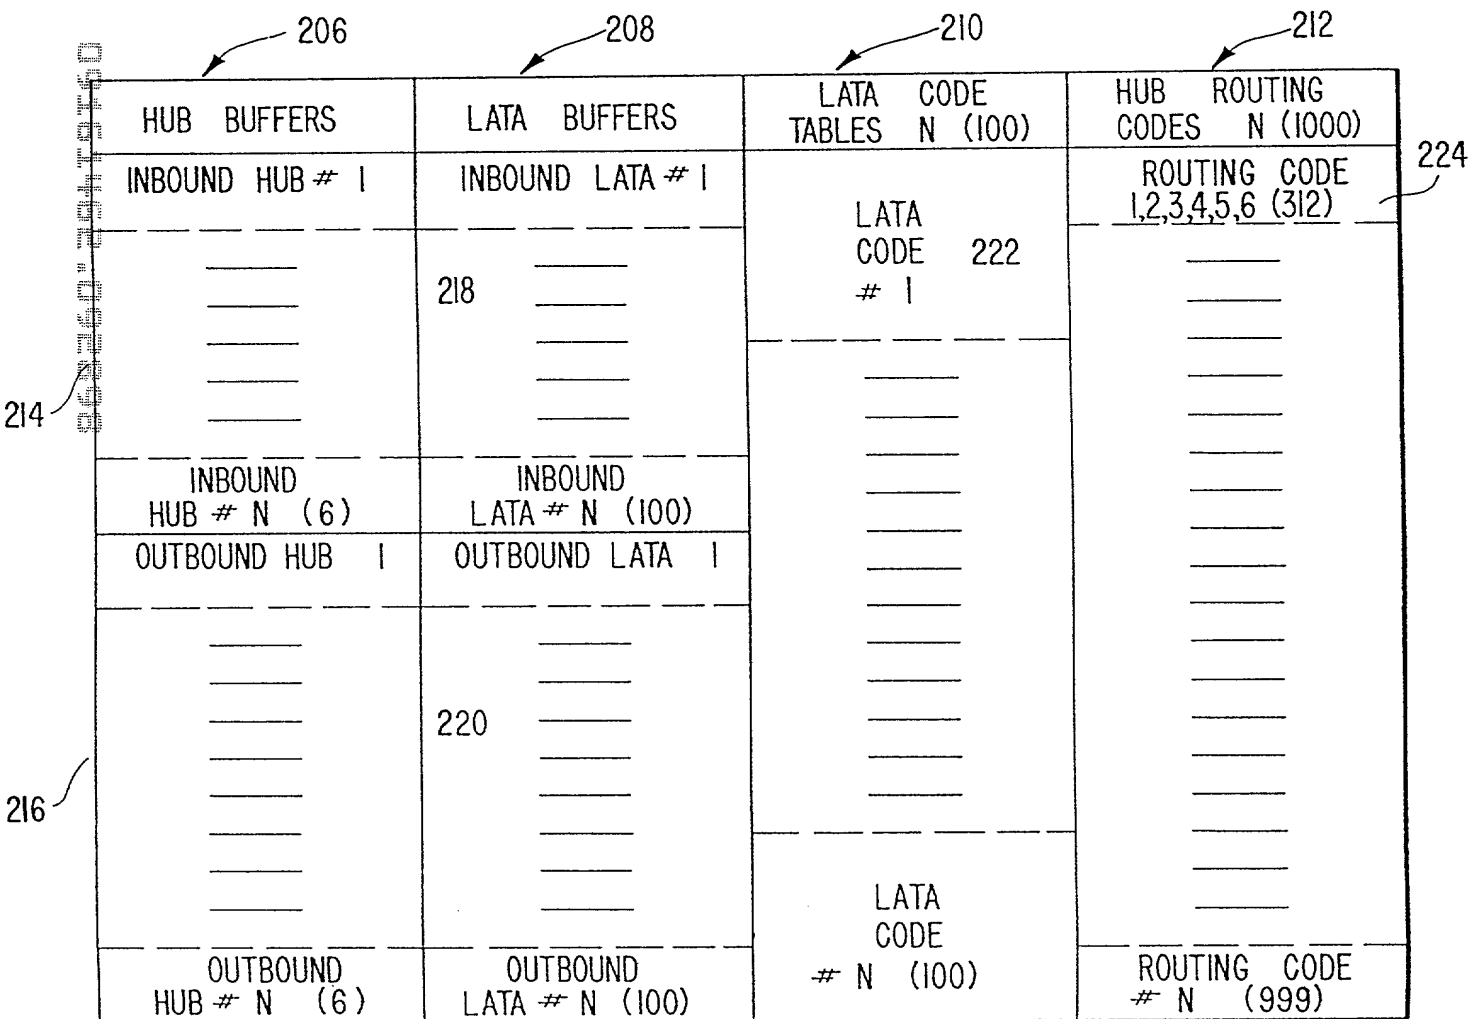 206
208
210
212
HUB BUFFERS
LATA BUFFERS
LATA CODE
TABLES N (100)
HUB ROUTING
CODES N (1000)
INBOUND HUB # 1
INBOUND LATA # 1
LATA
CODE 222
# 1
ROUTING CODE
1,2,3,4,5,6 (312)
224
218
214
INBOUND
HUB # N (6)
INBOUND
LATA # N (100)
OUTBOUND HUB 1
OUTBOUND LATA 1
220
216
OUTBOUND
HUB # N (6)
OUTBOUND
LATA # N (100)
LATA
CODE
# N (100)
ROUTING CODE
# N (999)